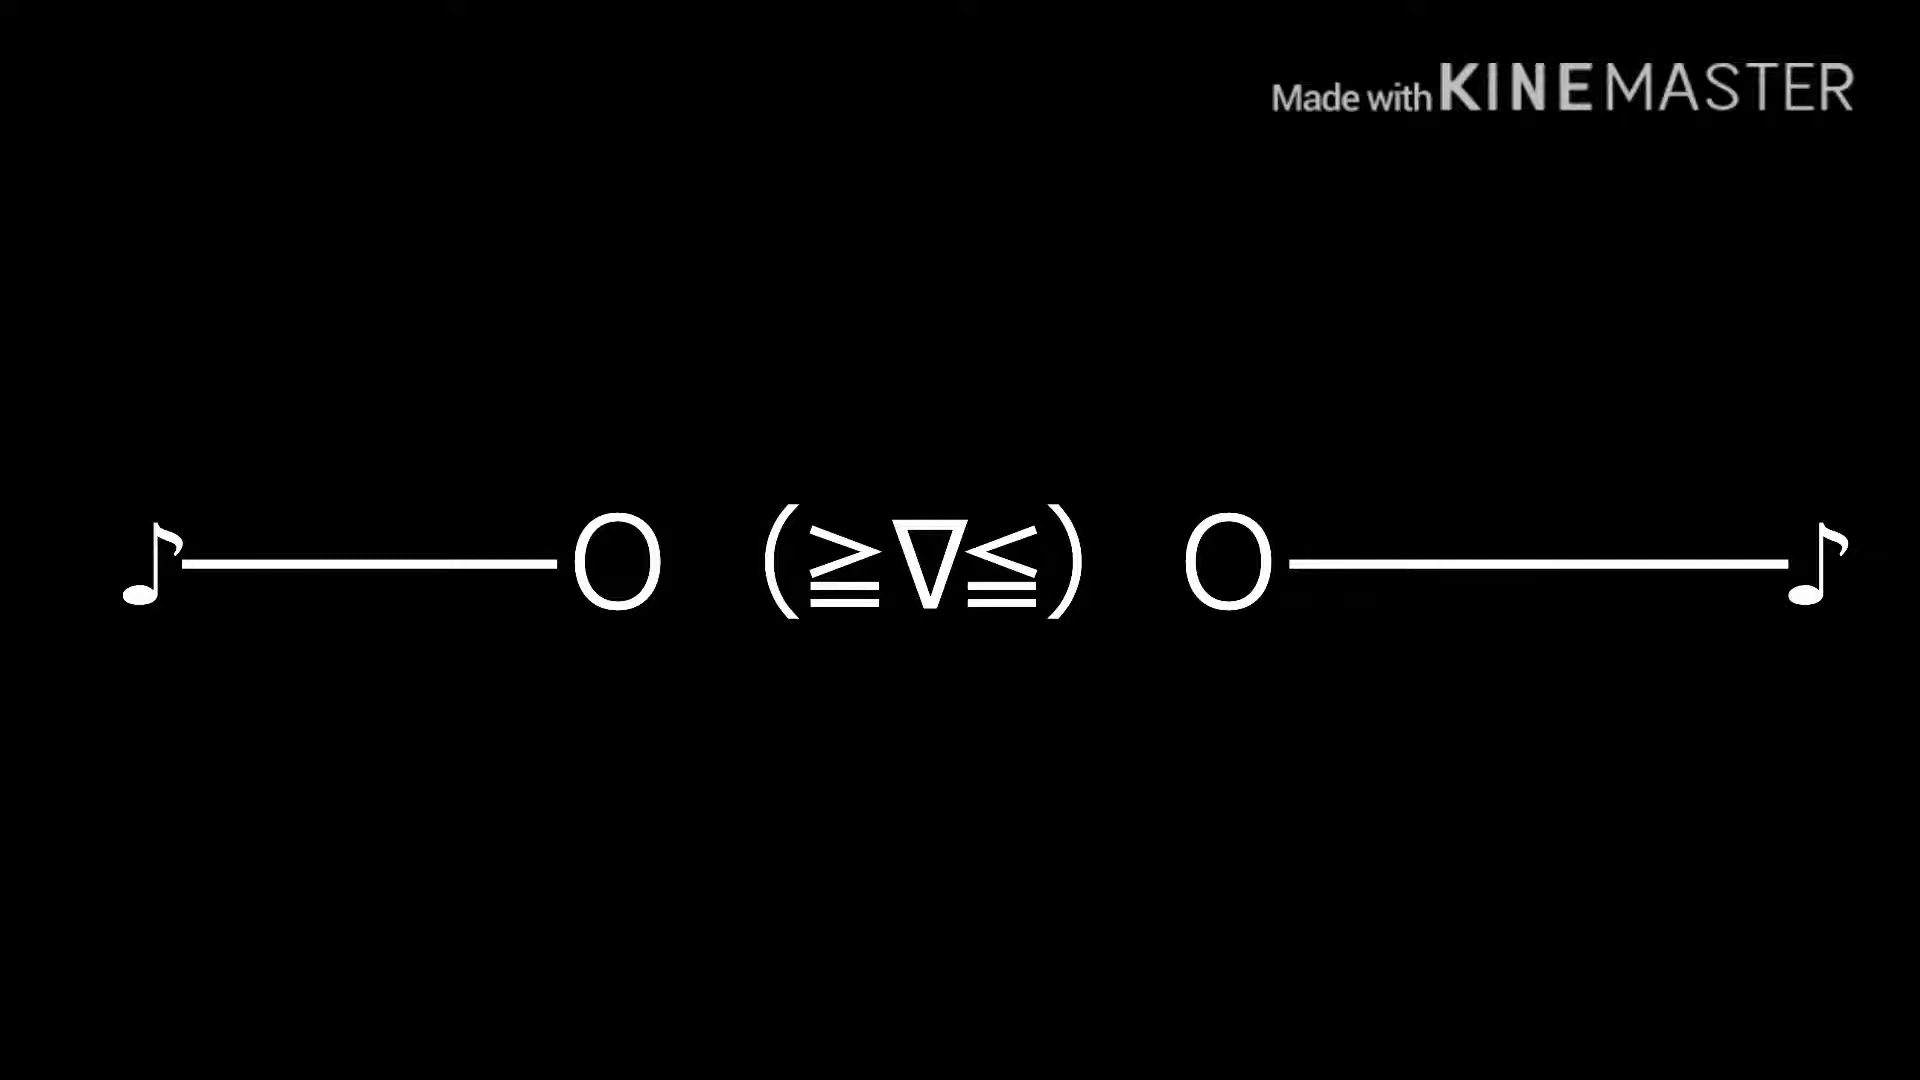 Made with KINEMASTER
♪━━━O（≧∇≦）O━━━━♪